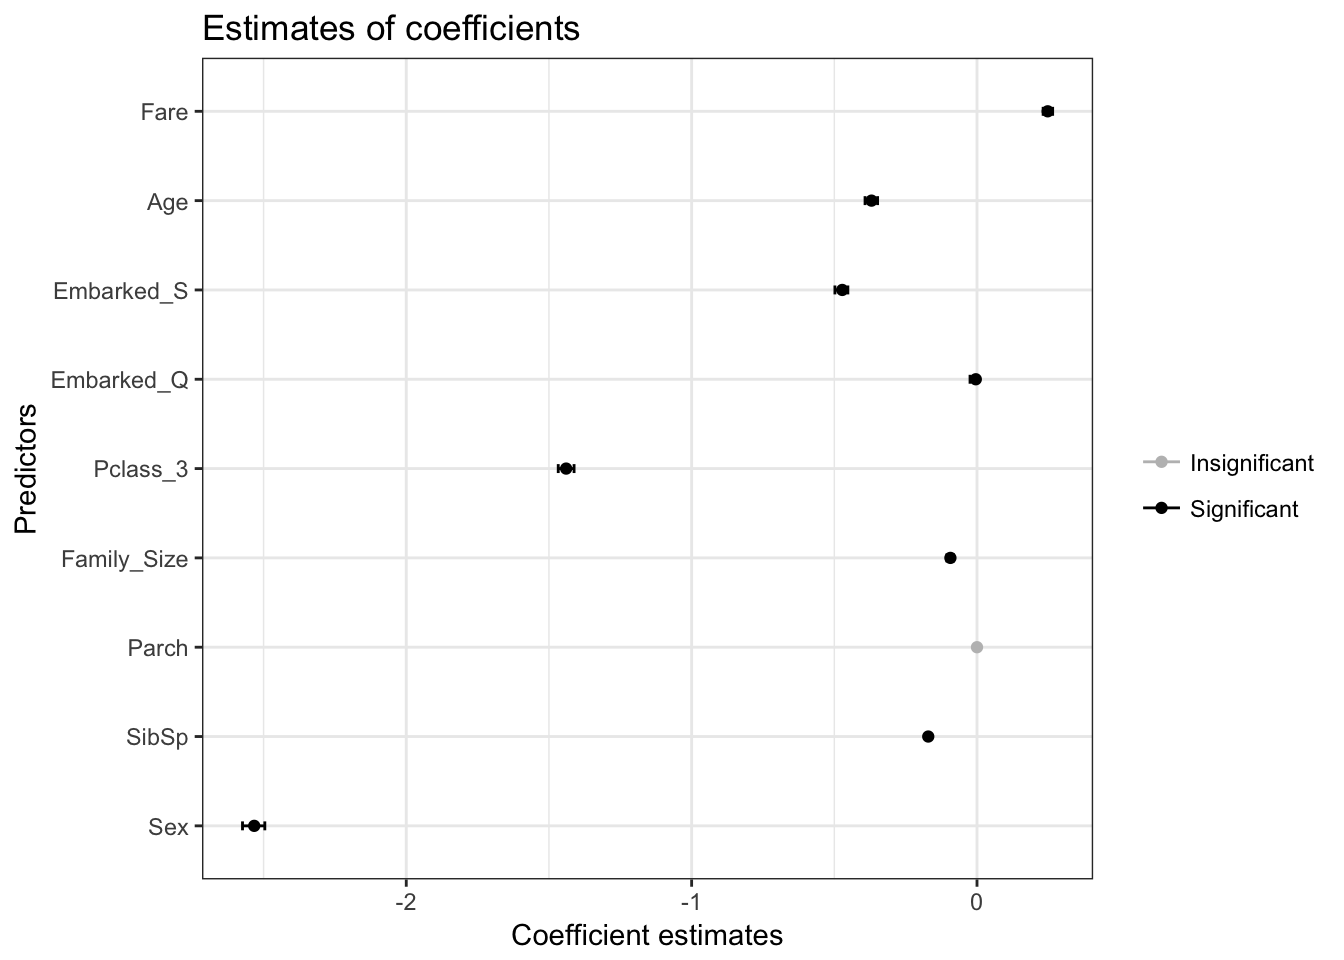 Estimates of coefficients
Fare
Age
Embarked_S
Embarked_Q
Pclass_3
Family_Size
Parch
SibSp
Sex
Predictors
-2 -1 0
Coefficient estimates
Insignificant
Significant